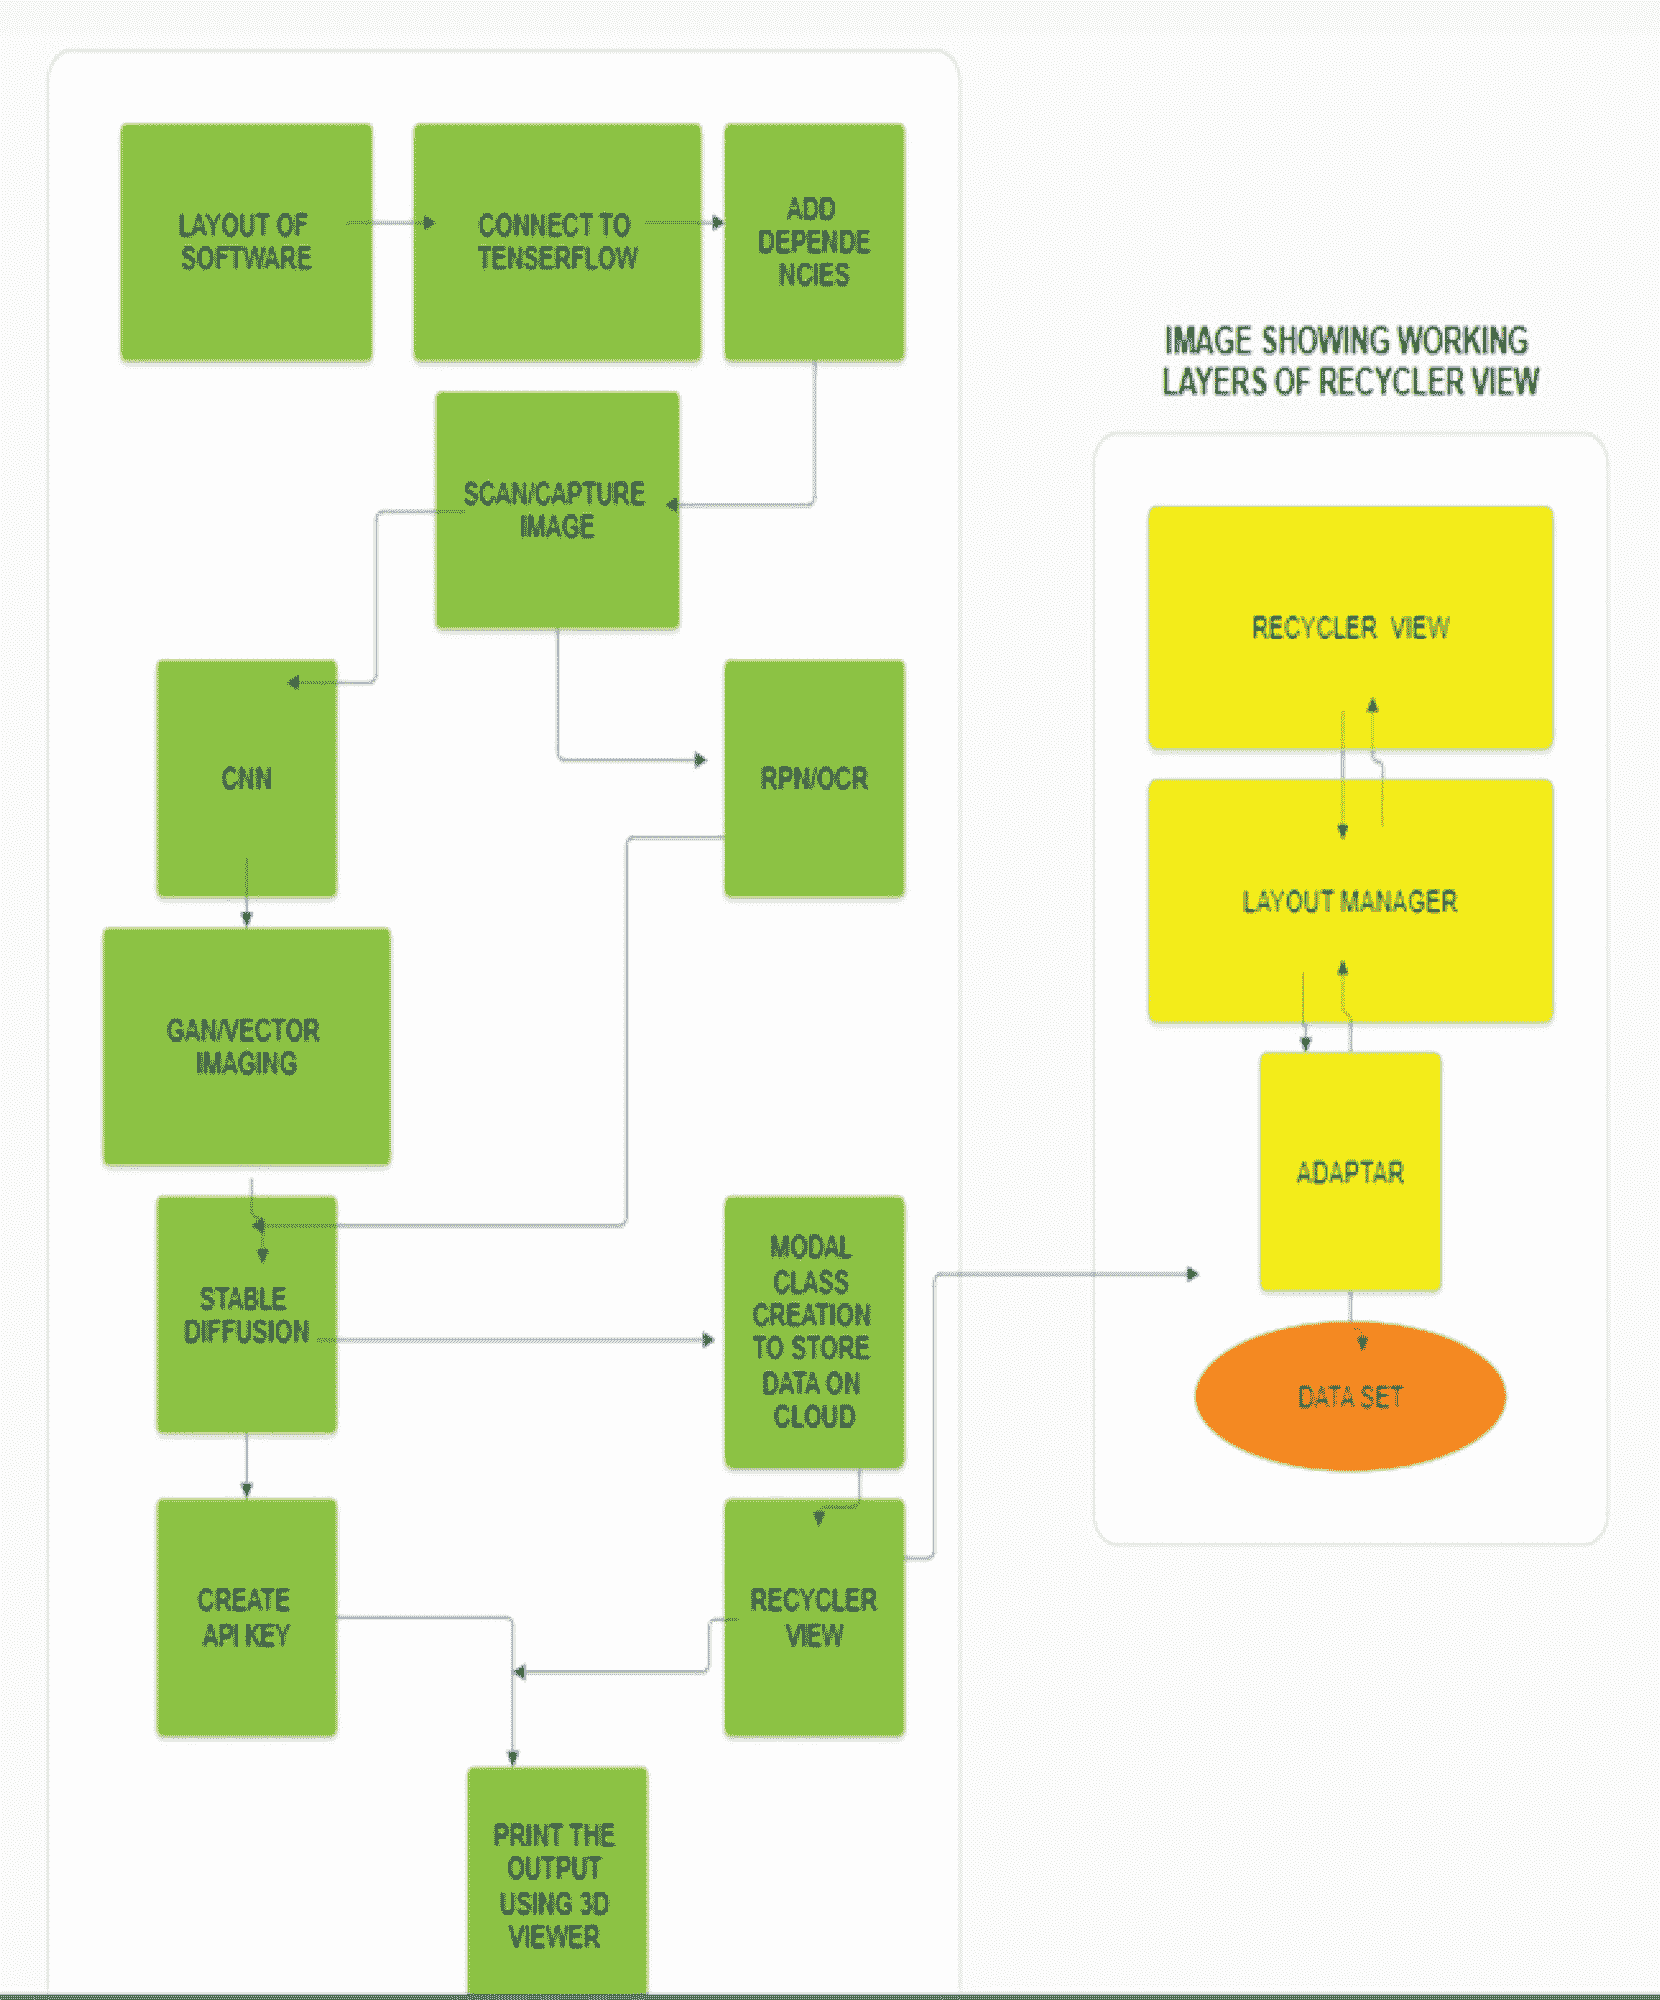 LAYOUT OF
SOFTWARE
CONNECT TO
TENSERFLOW
ADD
DEPENDE
NCIES
SCAN/CAPTURE
IMAGE
CNN
RPN/OCR
GAN/VECTOR
IMAGING
STABLE
DIFFUSION
MODAL
CLASS
CREATION
TO STORE
DATA ON
CLOUD
CREATE
API KEY
RECYCLER
VIEW
PRINT THE
OUTPUT
USING 3D
VIEWER
IMAGE SHOWING WORKING
LAYERS OF RECYCLER VIEW
RECYCLER VIEW
LAYOUT MANAGER
ADAPTAR
DATA SET